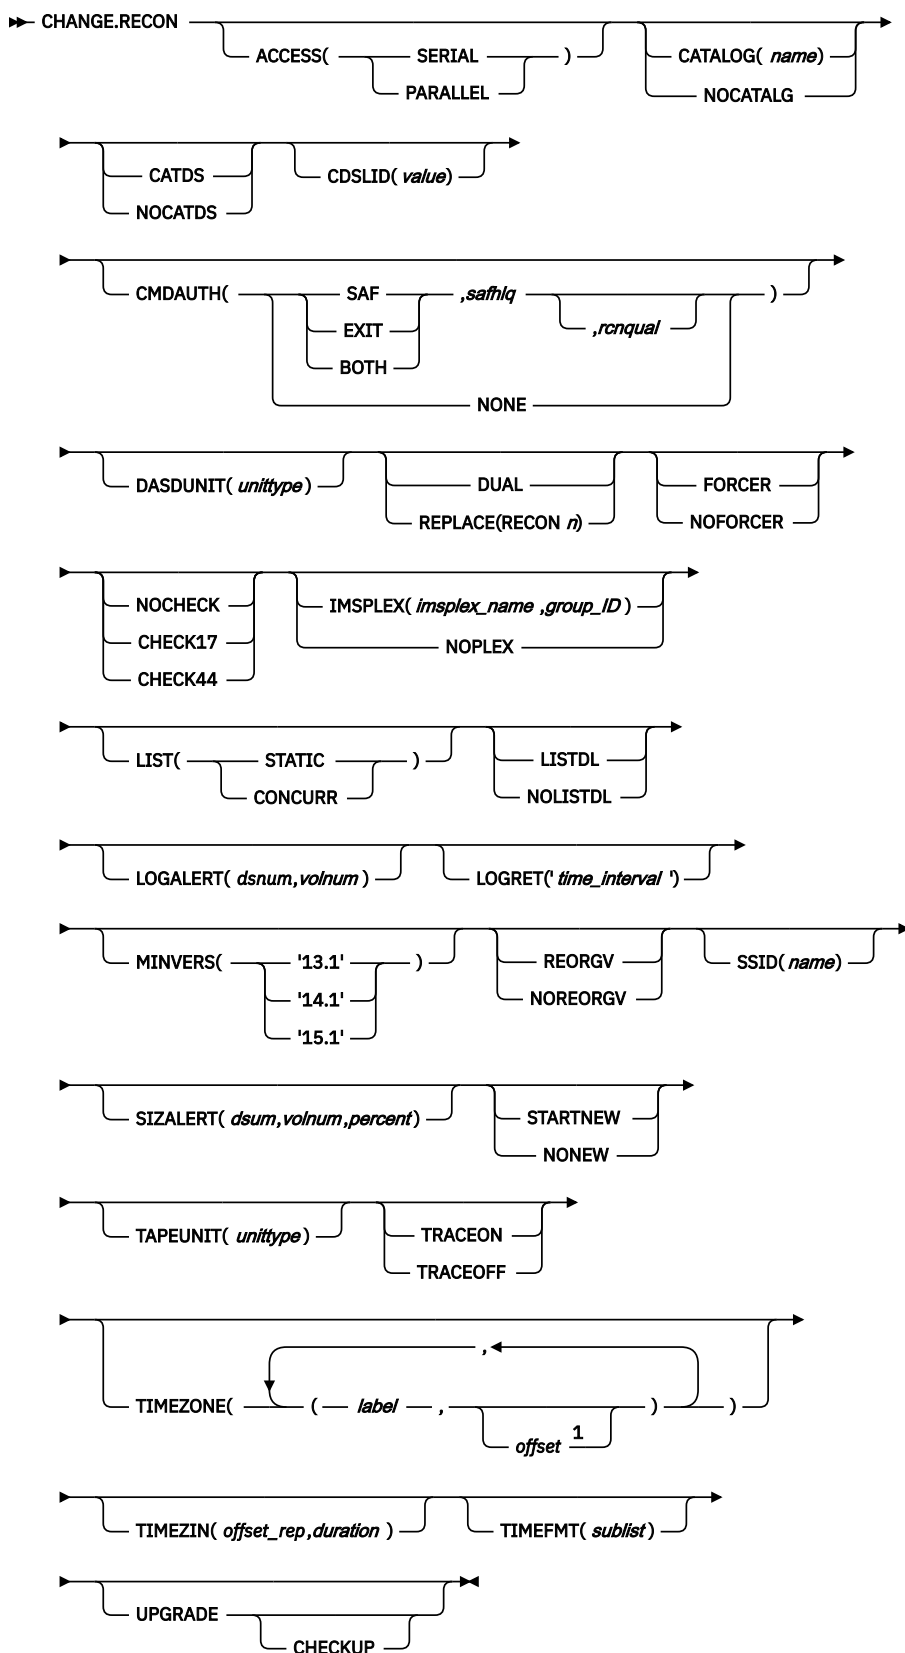 CHANGE.RECON
ACCESS( SERIAL )
PARALLEL
CATALOG( name)
NOCATALG
CATDS
NOCATDS
CDSLID( value)
CMDAUTH( SAF ,safhlq )
EXIT ,rcnqual
BOTH
NONE
DASDUNIT( unittype)
DUAL
REPLACE(RECON n)
FORCER
NOFORCER
NOCHECK
CHECK17
CHECK44
IMSPLEX( imsplex_name ,group_ID )
NOPLEX
LIST( STATIC )
CONCURR
LISTDL
NOLISTDL
LOGALERT( dsnum,volnum )
LOGRET(' time_interval ')
MINVERS( '13.1' )
'14.1'
'15.1'
REORGV
NOREORGV
SSID( name)
SIZALERT( dsum,volnum,percent)
STARTNEW
NONEW
TAPEUNIT( unittype)
TRACEON
TRACEOFF
,
TIMEZONE( ( label , ) )
offset 1
TIMEZIN( offset_rep,duration )
TIMEFMT( sublist)
UPGRADE
CHECKUP